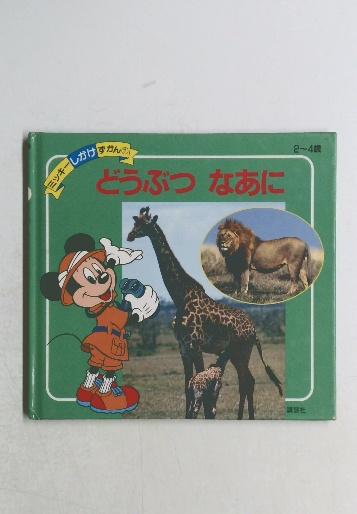 ミッキーしかけずかん
2〜4歳
どうぶつ なあに
講談社